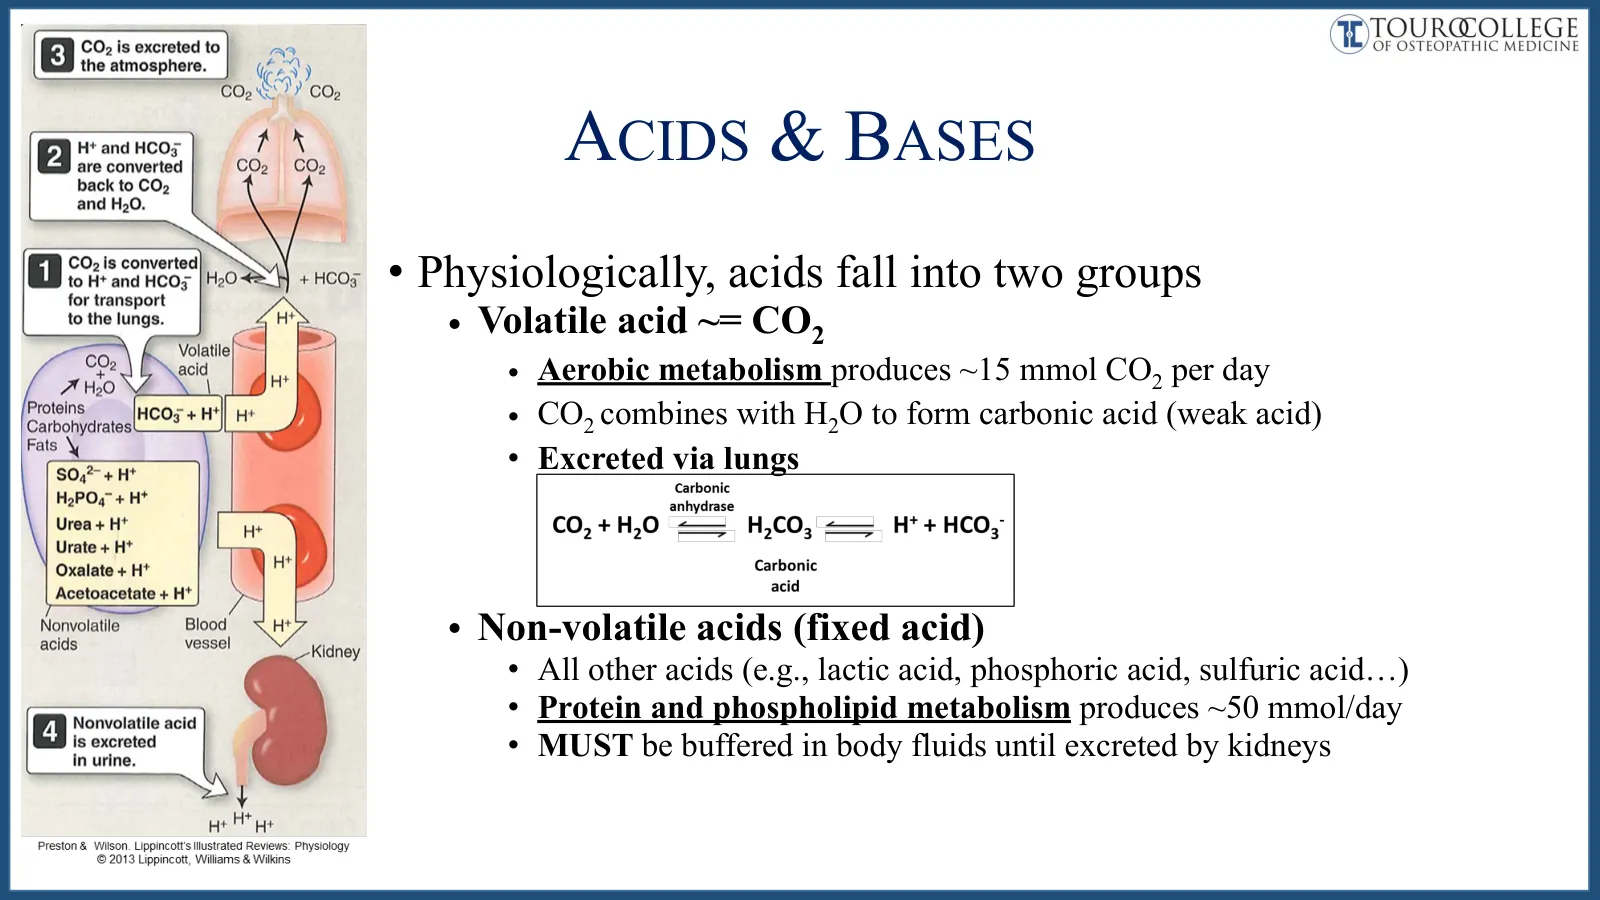 TOUROCOLLEGE
OF OSTEOPATHIC MEDICINE
ACIDS & BASES
3 CO₂ is excreted to
the atmosphere.
CO₂ CO₂
CO₂ CO₂
2 H⁺ and HCO₃⁻
are converted
back to CO₂
and H₂O.
1 CO₂ is converted
to H⁺ and HCO₃⁻
for transport
to the lungs.
H₂O + HCO₃⁻
H⁺
Volatile
acid
CO₂
+
H₂O
H⁺
Proteins
Carbohydrates
Fats
HCO₃⁻ + H⁺
H⁺
SO₄²⁻ + H⁺
H₂PO₄⁻ + H⁺
Urea + H⁺
Urate + H⁺
Oxalate + H⁺
Acetoacetate + H⁺
H⁺
H⁺
H⁺
Nonvolatile
acids
Blood
vessel
Kidney
4 Nonvolatile acid
is excreted
in urine.
H⁺ H⁺ H⁺
Preston & Wilson. Lippincott's Illustrated Reviews: Physiology
© 2013 Lippincott, Williams & Wilkins
• Physiologically, acids fall into two groups
• Volatile acid ~= CO₂
• Aerobic metabolism produces ~15 mmol CO₂ per day
• CO₂ combines with H₂O to form carbonic acid (weak acid)
• Excreted via lungs
Carbonic
anhydrase
CO₂ + H₂O ⇌ H₂CO₃ ⇌ H⁺ + HCO₃⁻
Carbonic
acid
• Non-volatile acids (fixed acid)
• All other acids (e.g., lactic acid, phosphoric acid, sulfuric acid…)
• Protein and phospholipid metabolism produces ~50 mmol/day
• MUST be buffered in body fluids until excreted by kidneys